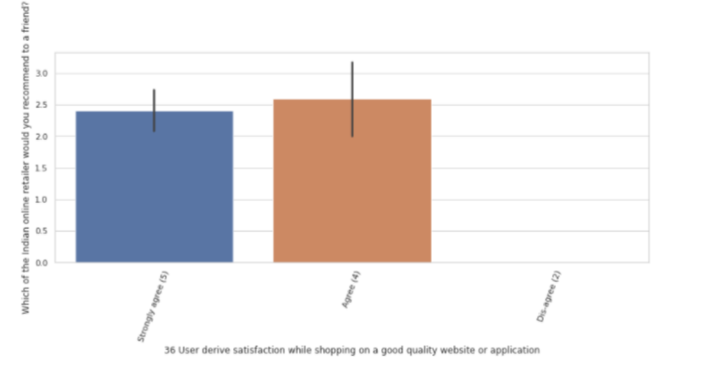 Which of the Indian online retailer would you recommend to a friend?
3.0
2.5
2.0
1.5
1.0
0.5
0.0
Strongly agree (5)
Agree (4)
Dis-agree (2)
36 User derive satisfaction while shopping on a good quality website or application